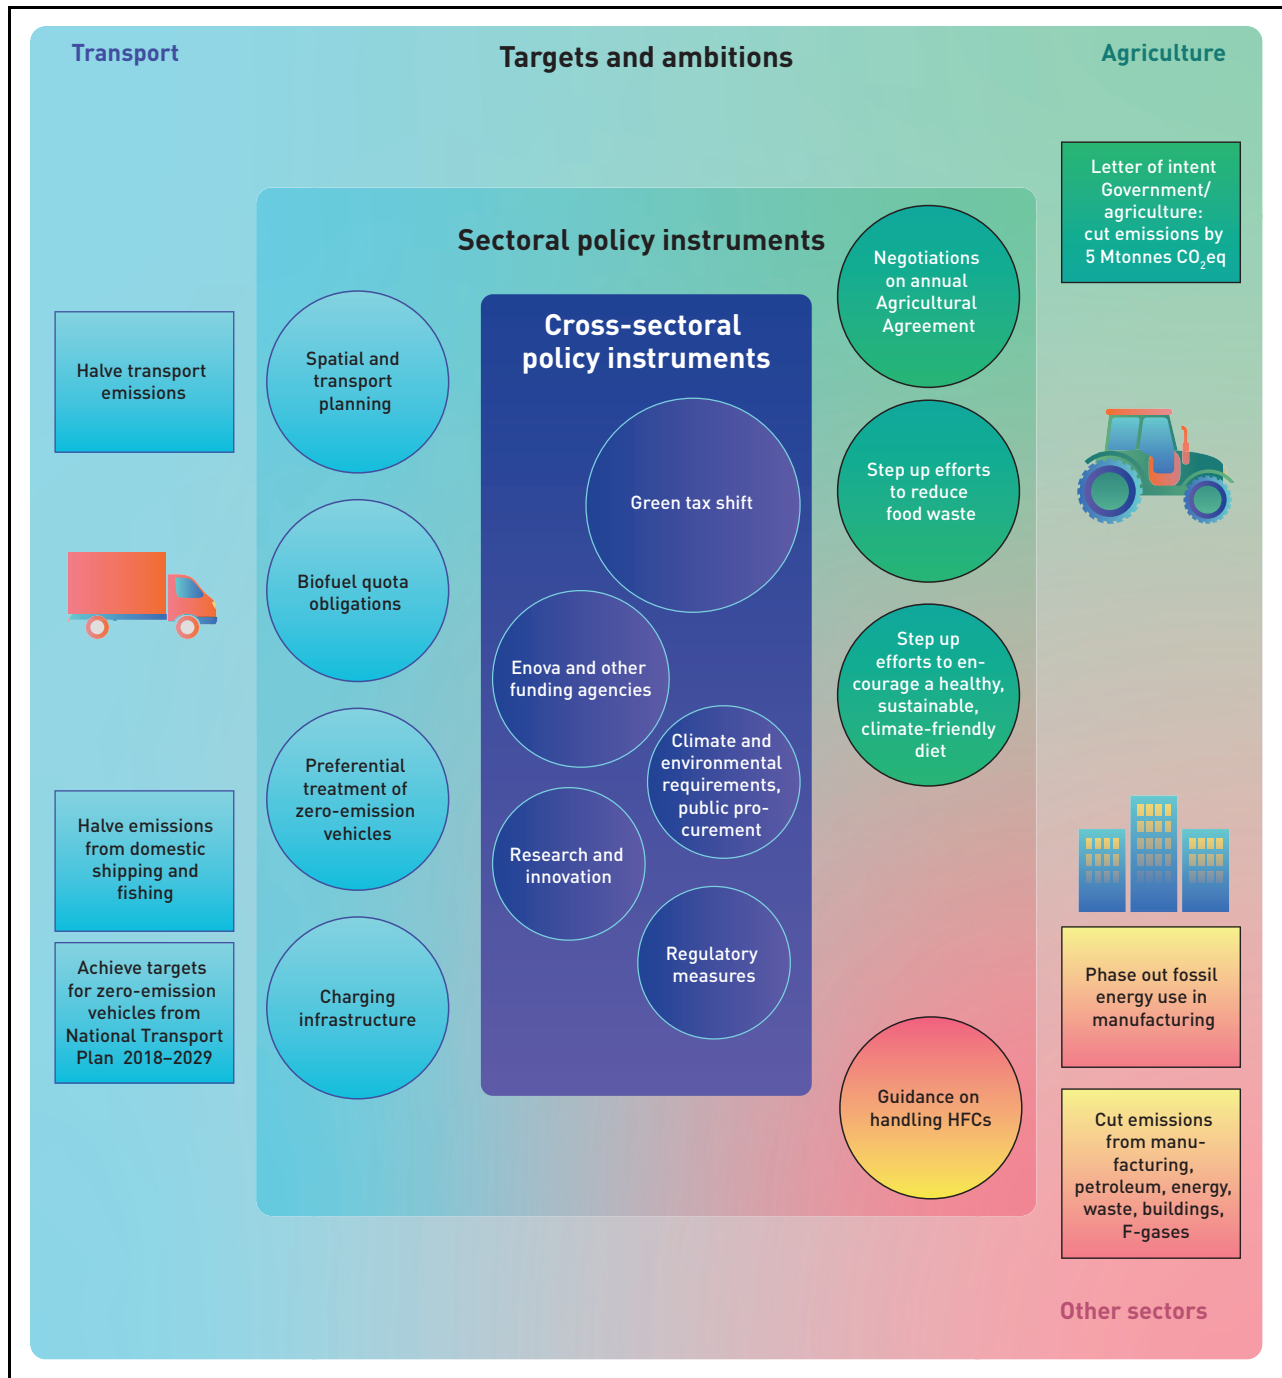 Transport
Targets and ambitions
Agriculture
Letter of intent
Government/
agriculture:
cut emissions by
5 Mtonnes CO₂eq
Sectoral policy instruments
Negotiations
on annual
Agricultural
Agreement
Cross-sectoral
policy instruments
Halve transport
emissions
Spatial and
transport
planning
Green tax shift
Step up efforts
to reduce
food waste
Biofuel quota
obligations
Enova and other
funding agencies
Step up
efforts to en-
courage a healthy,
sustainable,
climate-friendly
diet
Climate and
environmental
requirements,
public pro-
curement
Preferential
treatment of
zero-emission
vehicles
Halve emissions
from domestic
shipping and
fishing
Research and
innovation
Regulatory
measures
Achieve targets
for zero-emission
vehicles from
National Transport
Plan 2018–2029
Charging
infrastructure
Phase out fossil
energy use in
manufacturing
Guidance on
handling HFCs
Cut emissions
from manu-
facturing,
petroleum, energy,
waste, buildings,
F-gases
Other sectors